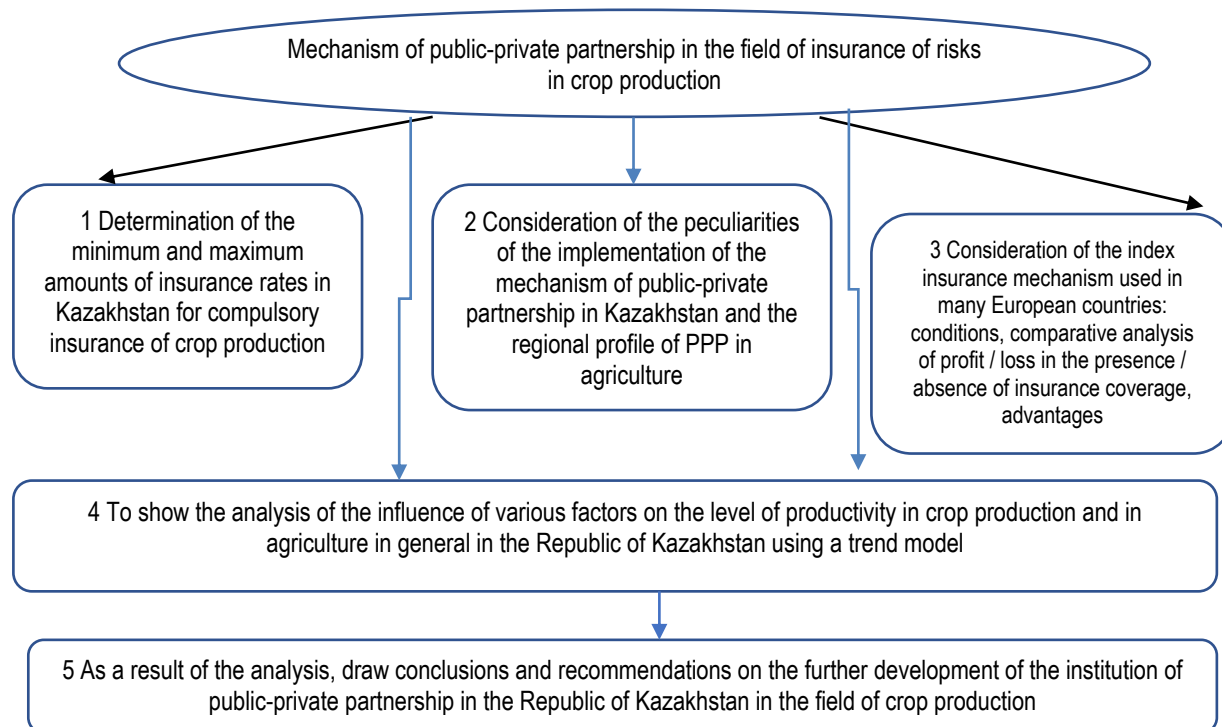 Mechanism of public-private partnership in the field of insurance of risks
in crop production
1 Determination of the
minimum and maximum
amounts of insurance rates in
Kazakhstan for compulsory
insurance of crop production
2 Consideration of the peculiarities
of the implementation of the
mechanism of public-private
partnership in Kazakhstan and the
regional profile of PPP in
agriculture
3 Consideration of the index
insurance mechanism used in
many European countries:
conditions, comparative analysis
of profit / loss in the presence /
absence of insurance coverage,
advantages
4 To show the analysis of the influence of various factors on the level of productivity in crop production and in
agriculture in general in the Republic of Kazakhstan using a trend model
5 As a result of the analysis, draw conclusions and recommendations on the further development of the institution of
public-private partnership in the Republic of Kazakhstan in the field of crop production